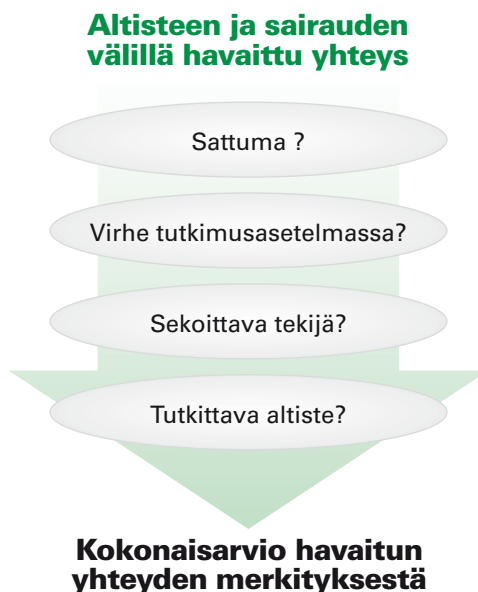 Altisteen ja sairauden
välillä havaittu yhteys
Sattuma ?
Virhe tutkimusasetelmassa?
Sekoittava tekijä?
Tutkittava altiste?
Kokonaisarvio havaitun
yhteyden merkityksestä